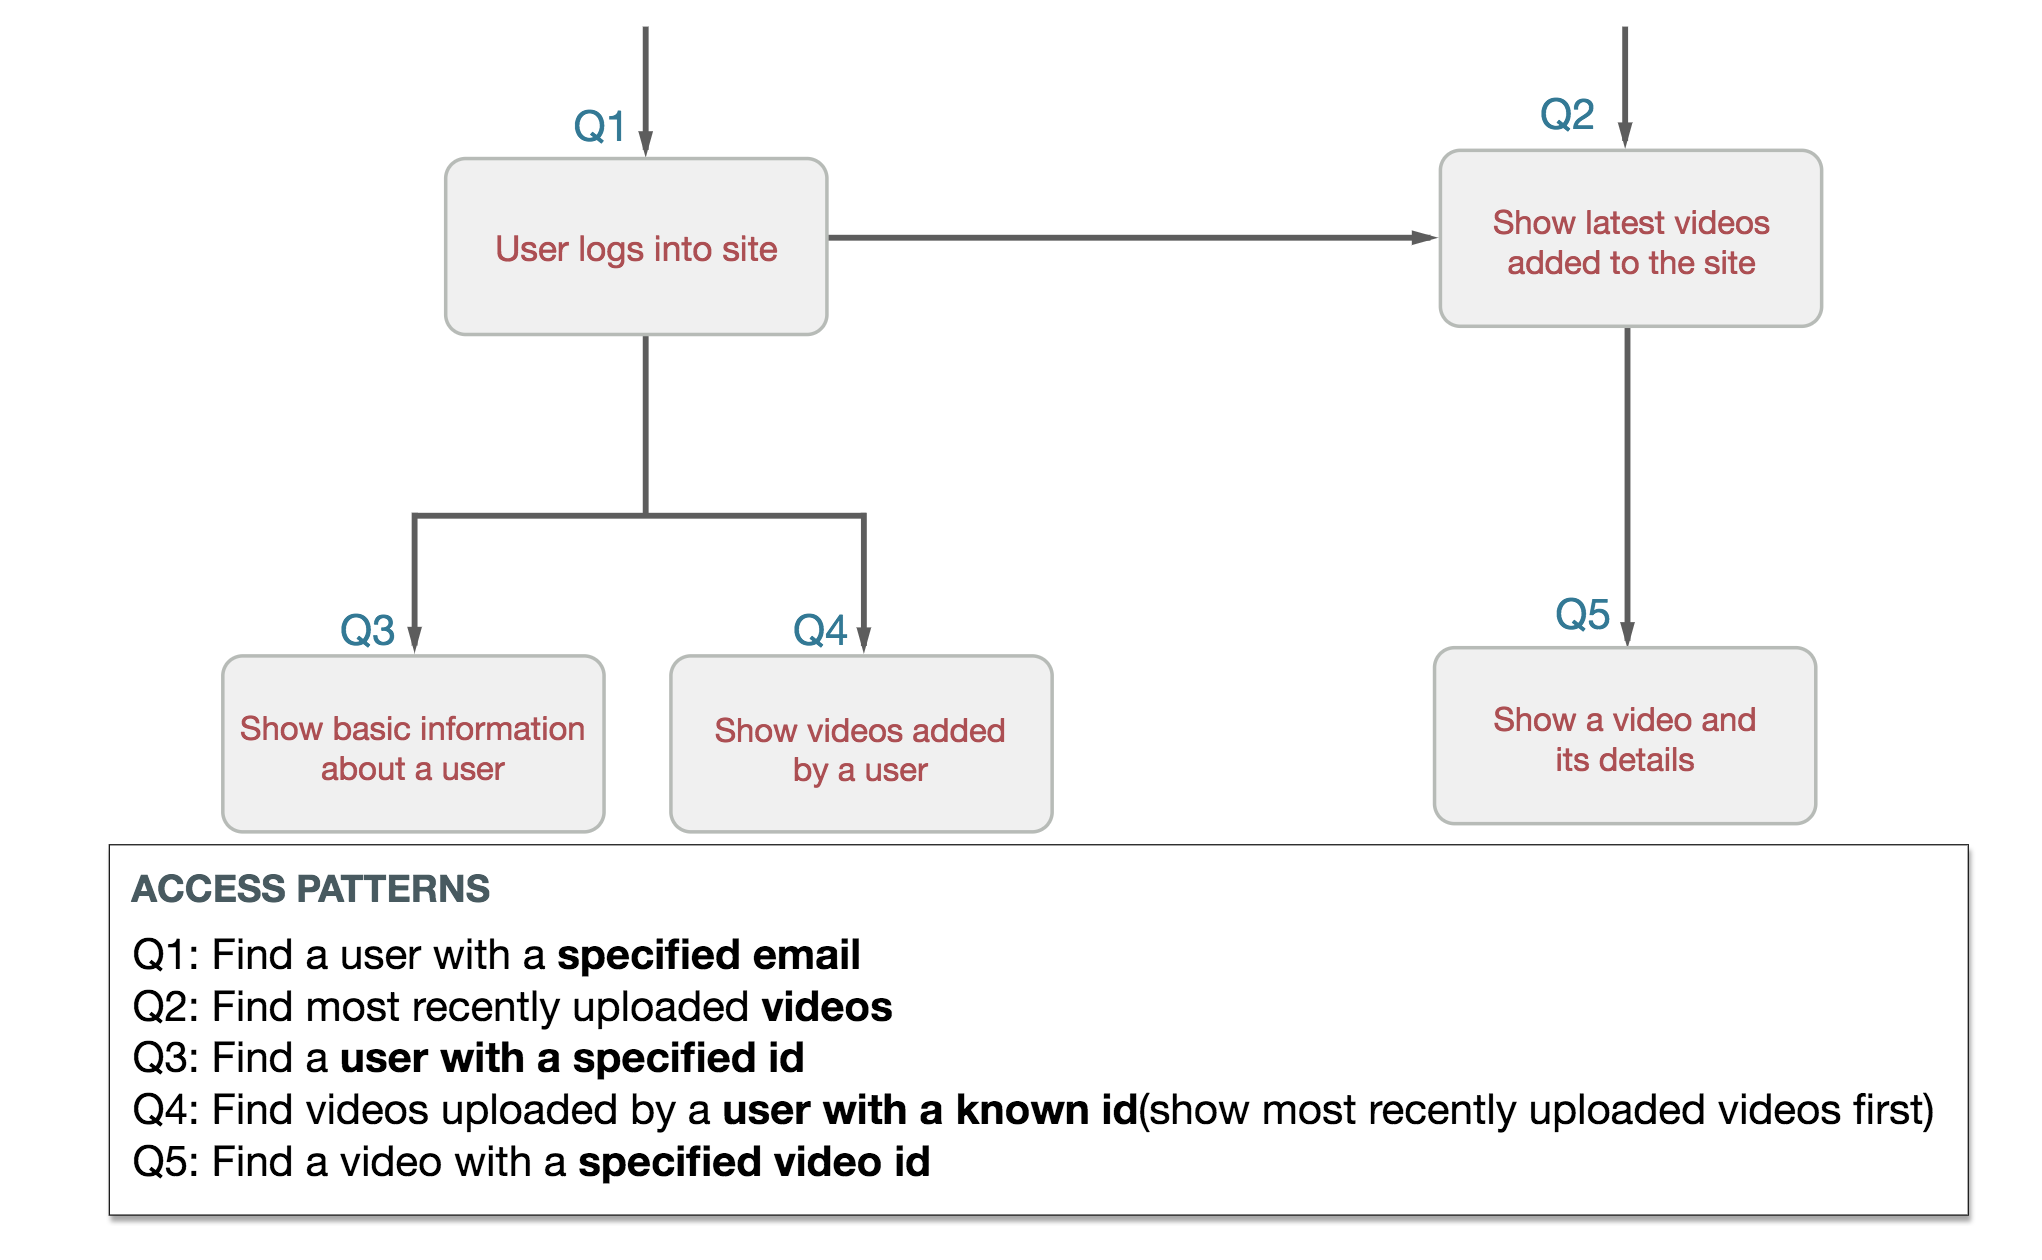 Q1
Q2
User logs into site
Show latest videos
added to the site
Q3
Q4
Q5
Show basic information
about a user
Show videos added
by a user
Show a video and
its details
ACCESS PATTERNS
Q1: Find a user with a specified email
Q2: Find most recently uploaded videos
Q3: Find a user with a specified id
Q4: Find videos uploaded by a user with a known id(show most recently uploaded videos first)
Q5: Find a video with a specified video id